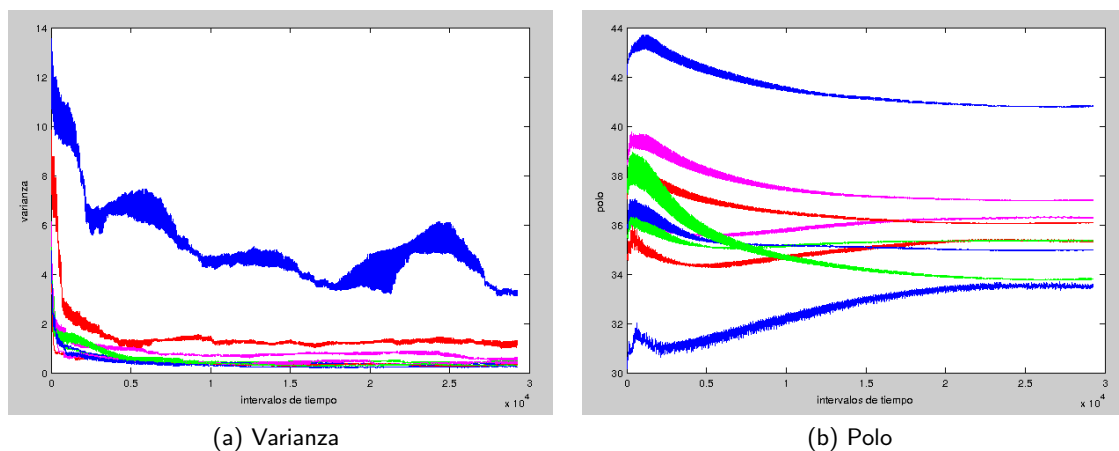 14
12
10
8
6
4
2
0
varianza
0 0.5 1 1.5 2 2.5 3
x 10^4
intervalos de tiempo
(a) Varianza
44
42
40
38
36
34
32
30
polo
0 0.5 1 1.5 2 2.5 3
x 10^4
intervalos de tiempo
(b) Polo